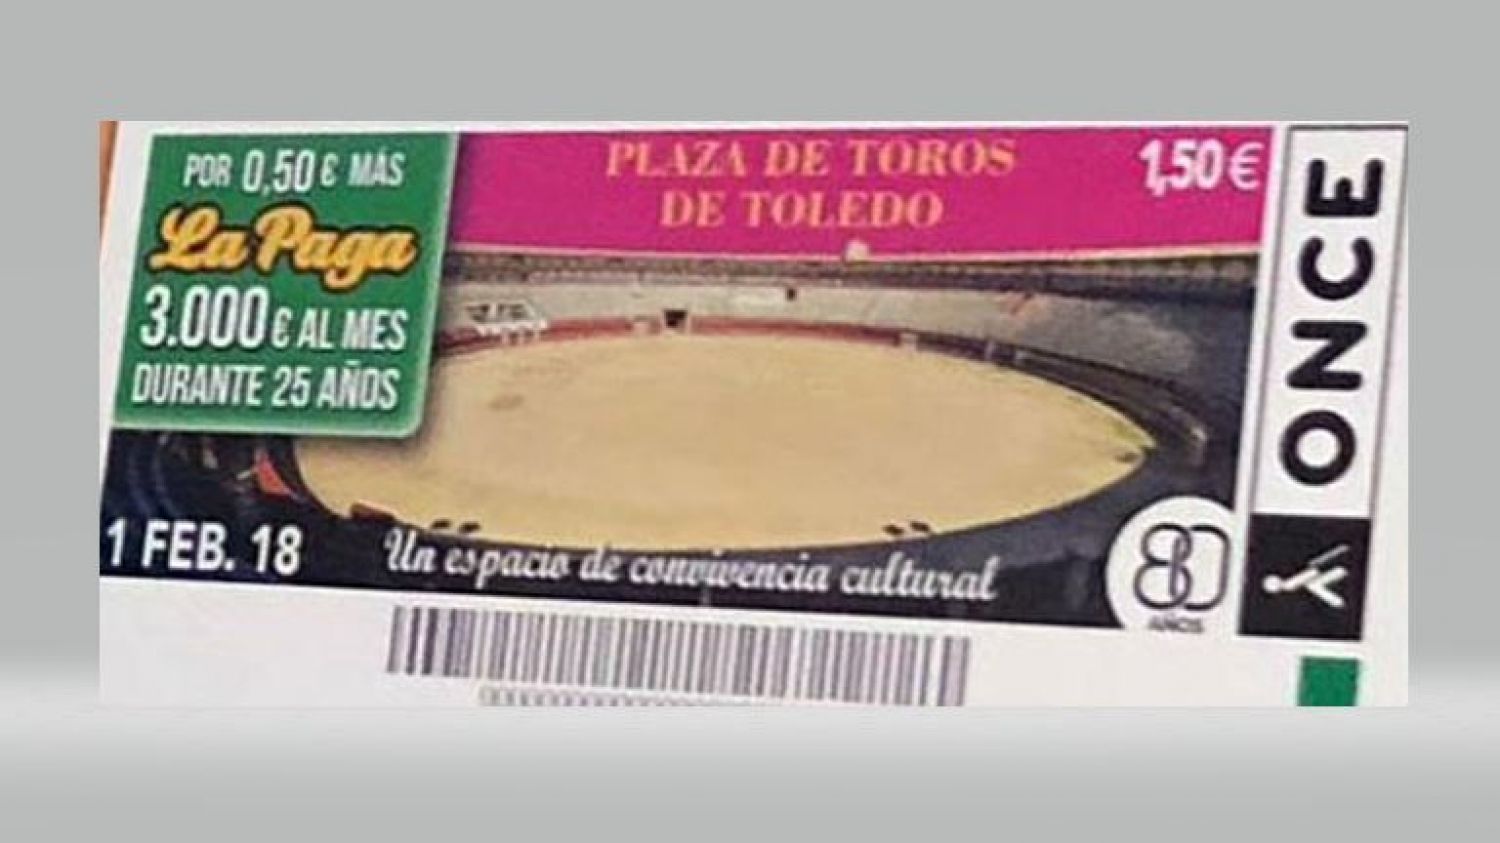 POR 0,50 € MÁS
La Paga
3.000 € AL MES
DURANTE 25 AÑOS
PLAZA DE TOROS
DE TOLEDO
1,50 €
ONCE
1 FEB. 18
Un espacio de convivencia cultural
80
AÑOS